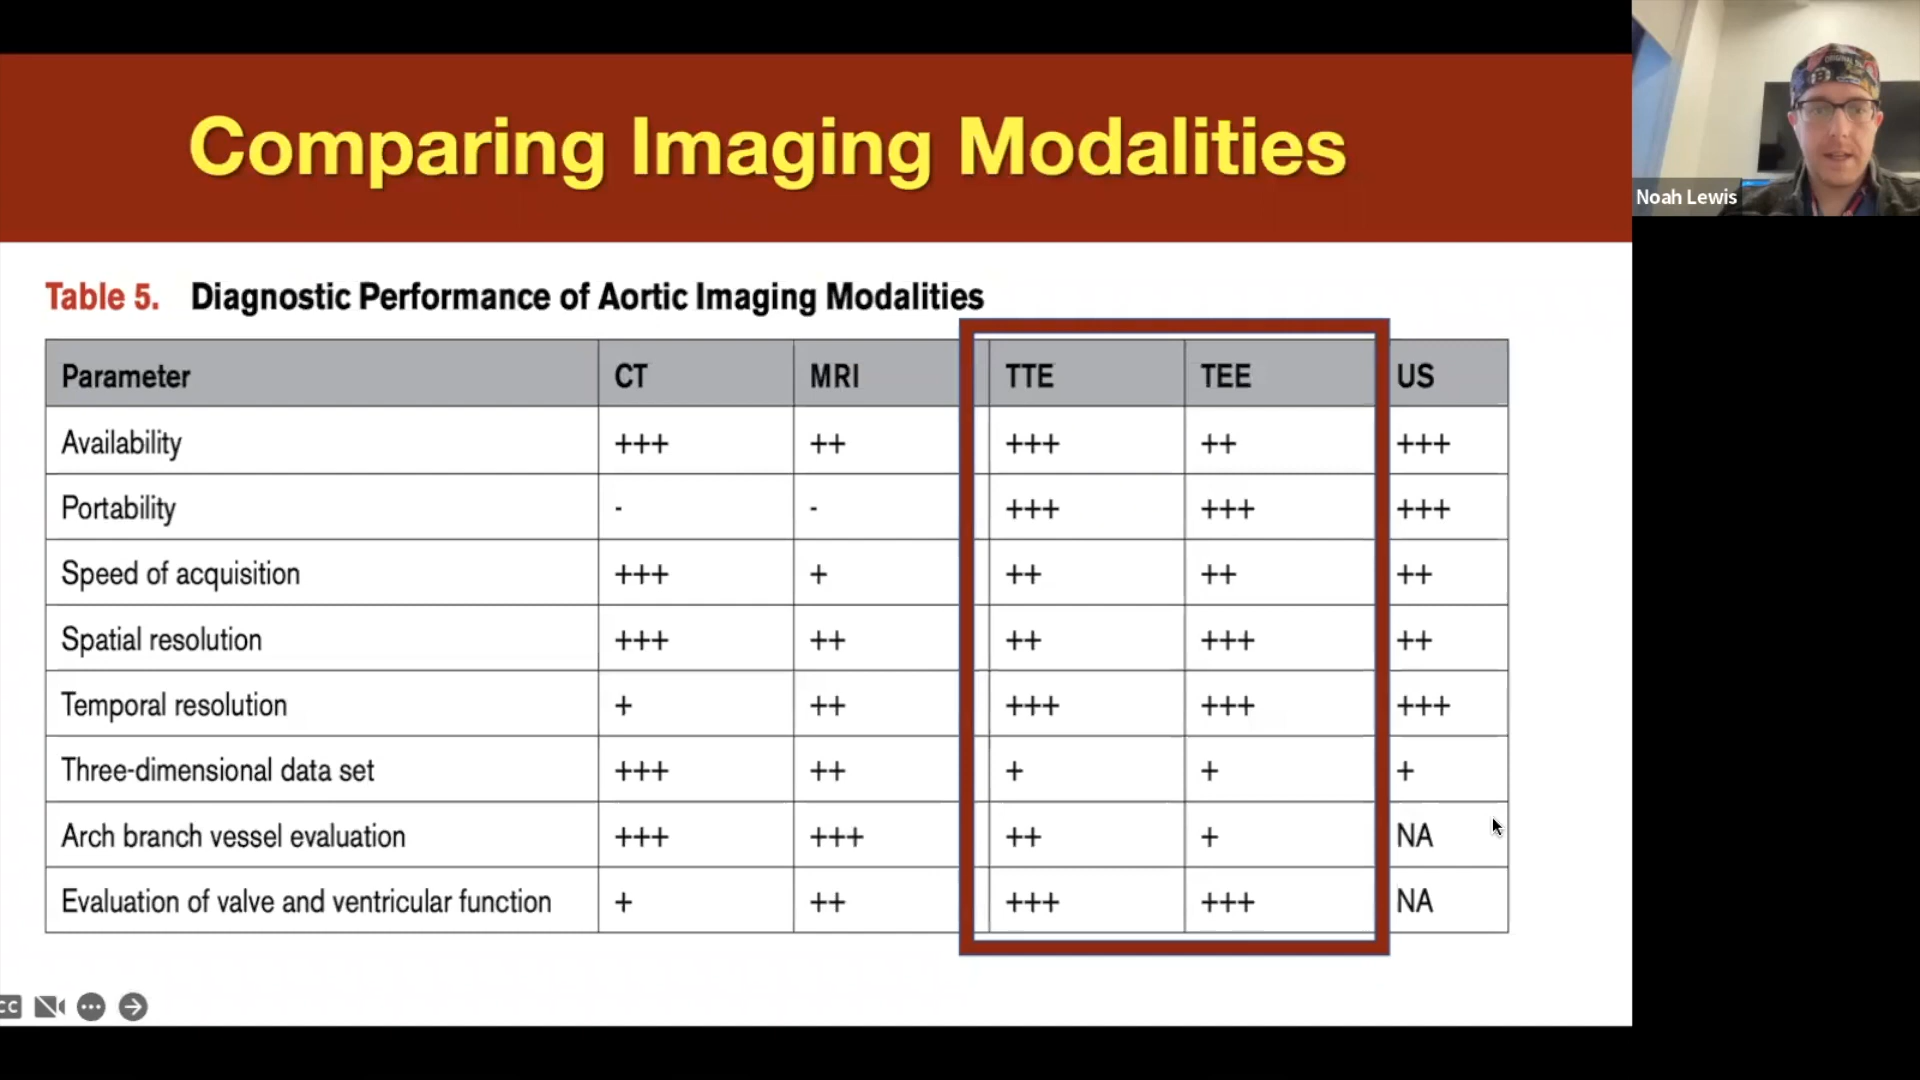 Comparing Imaging Modalities
Noah Lewis
Table 5. Diagnostic Performance of Aortic Imaging Modalities
Parameter CT MRI TTE TEE US
Availability +++ ++ +++ ++ +++
Portability - - +++ +++ +++
Speed of acquisition +++ + ++ ++ ++
Spatial resolution +++ ++ ++ +++ ++
Temporal resolution + ++ +++ +++ +++
Three-dimensional data set +++ ++ + + +
Arch branch vessel evaluation +++ +++ ++ + NA
Evaluation of valve and ventricular function + ++ +++ +++ NA
CC